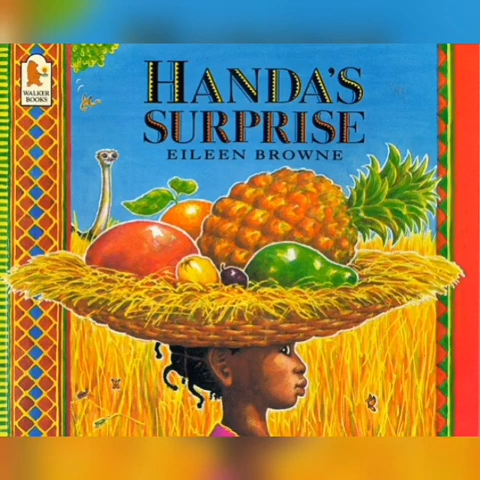 WALKER
BOOKS
HANDA'S
SURPRISE
EILEEN BROWNE